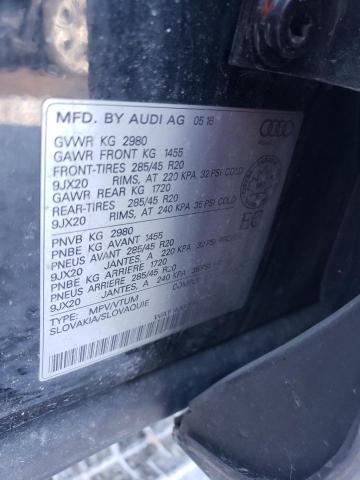 MFD. BY AUDI AG 05 16
GVWR KG 2980
GAWR FRONT KG 1455
FRONT-TIRES 285/45 R20
9JX20 RIMS, AT 220 KPA 32 PSI COLD
GAWR REAR KG 1720
REAR-TIRES 285/45 R20
9JX20 RIMS, AT 240 KPA 35 PSI COLD
PNVB KG 2980
PNBE KG AVANT 1455
PNEUS AVANT 285/45 R20
9JX20 JANTES, A 220 KPA 32 PSI
PNBE KG ARRIERE 1720
PNEUS ARRIERE 285/45 R20
9JX20 JANTES, A 240 KPA 35 PSI
TYPE: MPV/VTUM
SLOVAKIA/SLOVAQUIE